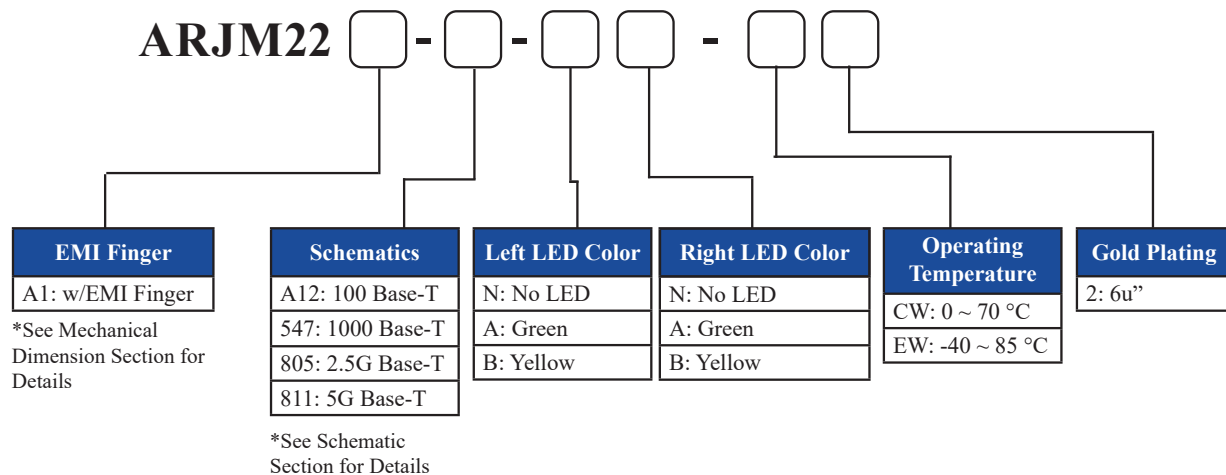 ARJM22 - - -
EMI Finger
A1: w/EMI Finger
*See Mechanical
Dimension Section for
Details
Schematics
A12: 100 Base-T
547: 1000 Base-T
805: 2.5G Base-T
811: 5G Base-T
*See Schematic
Section for Details
Left LED Color
N: No LED
A: Green
B: Yellow
Right LED Color
N: No LED
A: Green
B: Yellow
Operating
Temperature
CW: 0 ~ 70 °C
EW: -40 ~ 85 °C
Gold Plating
2: 6u”